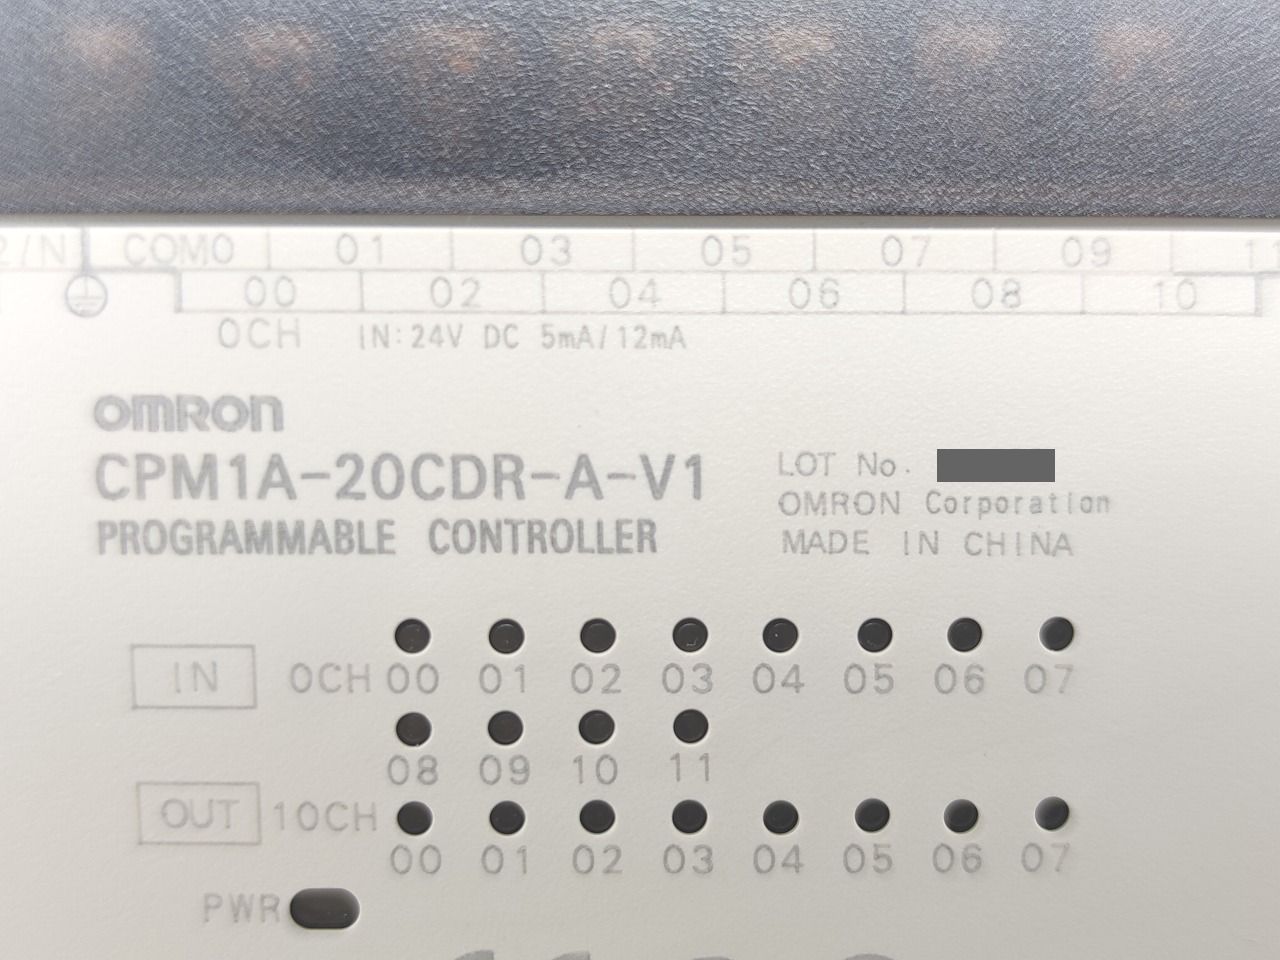 2/N COM0 01 03 05 07 09 11
00 02 04 06 08 10
0CH IN:24V DC 5mA/12mA
OMRON
CPM1A-20CDR-A-V1
PROGRAMMABLE CONTROLLER
LOT No.
OMRON Corporation
MADE IN CHINA
IN 0CH 00 01 02 03 04 05 06 07
08 09 10 11
OUT 10CH
00 01 02 03 04 05 06 07
PWR